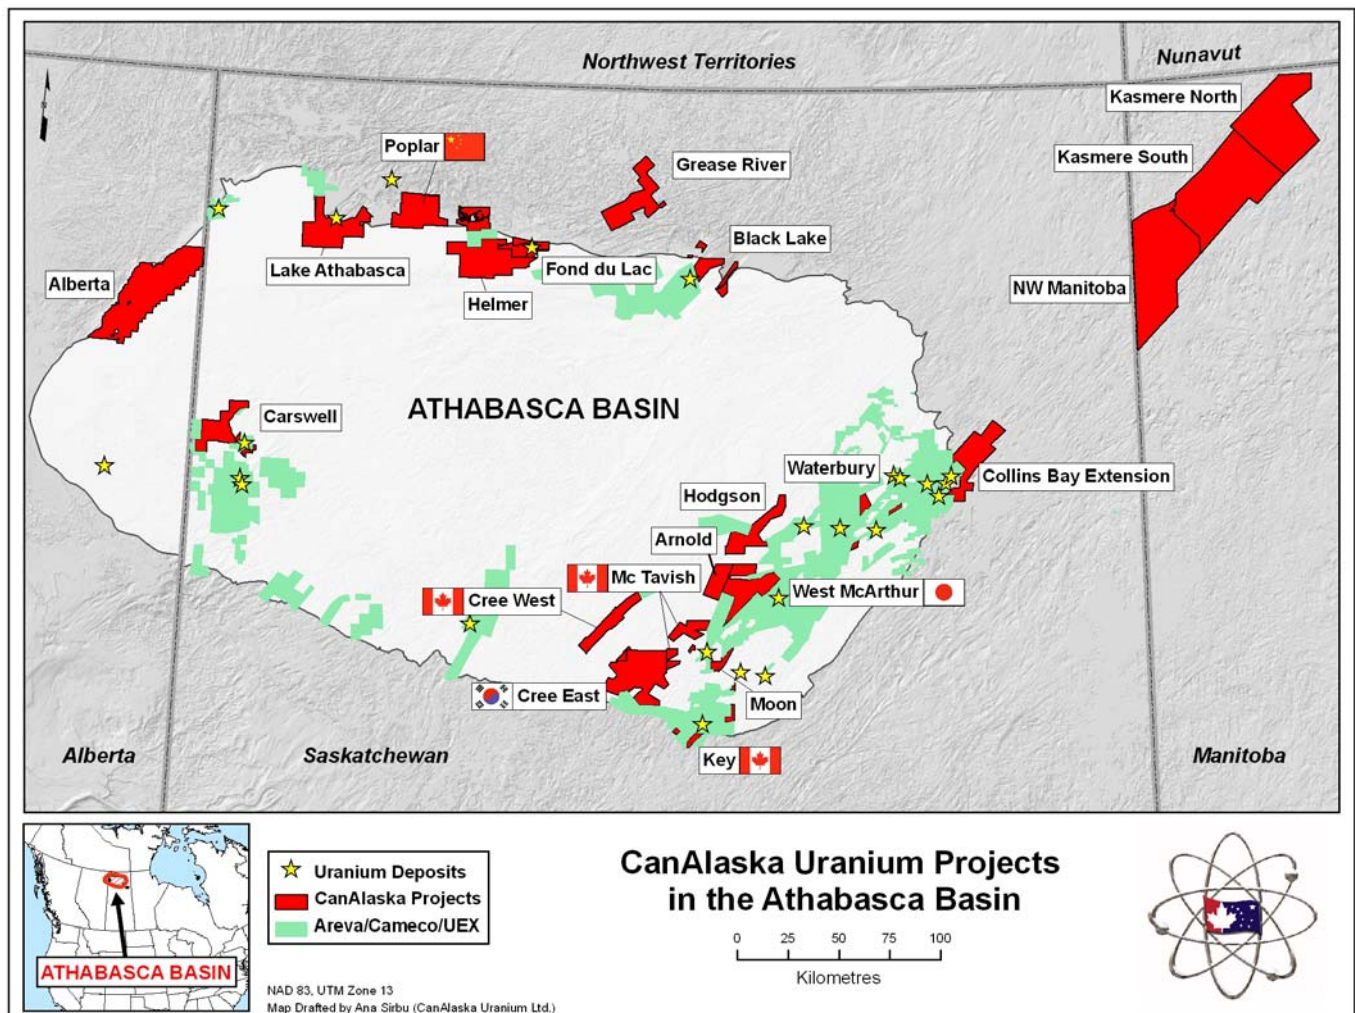 Northwest Territories
Nunavut
Kasmere North
Poplar
Kasmere South
Grease River
Black Lake
Lake Athabasca
Fond du Lac
Alberta
NW Manitoba
Helmer
ATHABASCA BASIN
Carswell
Waterbury
Collins Bay Extension
Hodgson
Arnold
Mc Tavish
West McArthur
Cree West
Cree East
Moon
Key
Alberta
Saskatchewan
Manitoba
ATHABASCA BASIN
Uranium Deposits
CanAlaska Projects
Areva/Cameco/UEX
NAD 83, UTM Zone 13
Map Drafted by Ana Sirbu (CanAlaska Uranium Ltd.)
CanAlaska Uranium Projects
in the Athabasca Basin
0 25 50 75 100
Kilometres